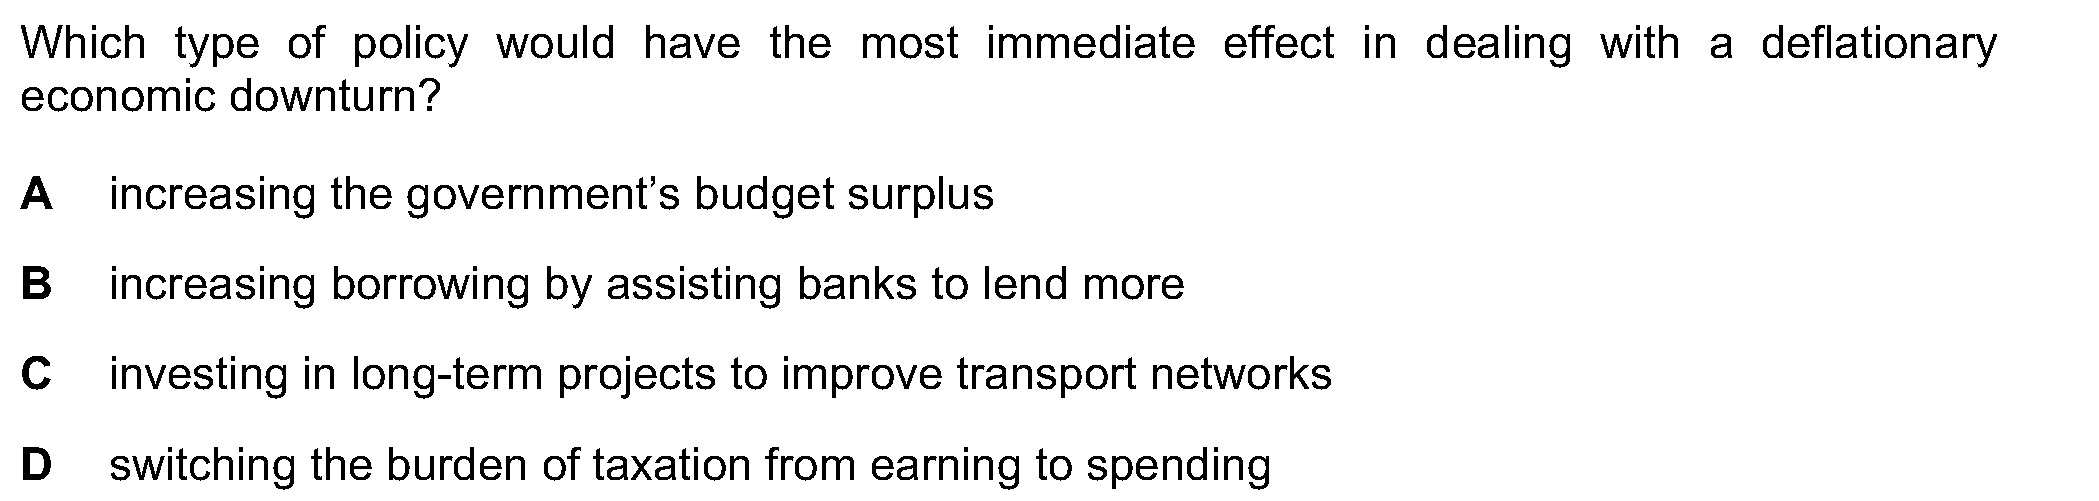 Which type of policy would have the most immediate effect in dealing with a deflationary
economic downturn?
A increasing the government’s budget surplus
B increasing borrowing by assisting banks to lend more
C investing in long-term projects to improve transport networks
D switching the burden of taxation from earning to spending